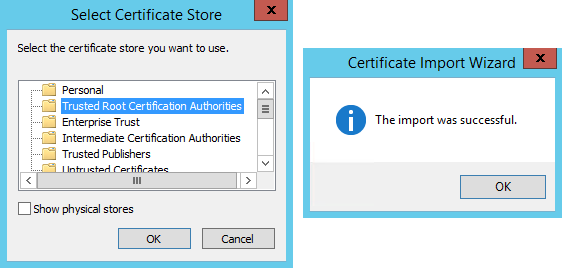 Select Certificate Store
x
Select the certificate store you want to use.
Personal
Trusted Root Certification Authorities
Enterprise Trust
Intermediate Certification Authorities
Trusted Publishers
Untrusted Certificates
Show physical stores
OK
Cancel
Certificate Import Wizard
x
The import was successful.
OK